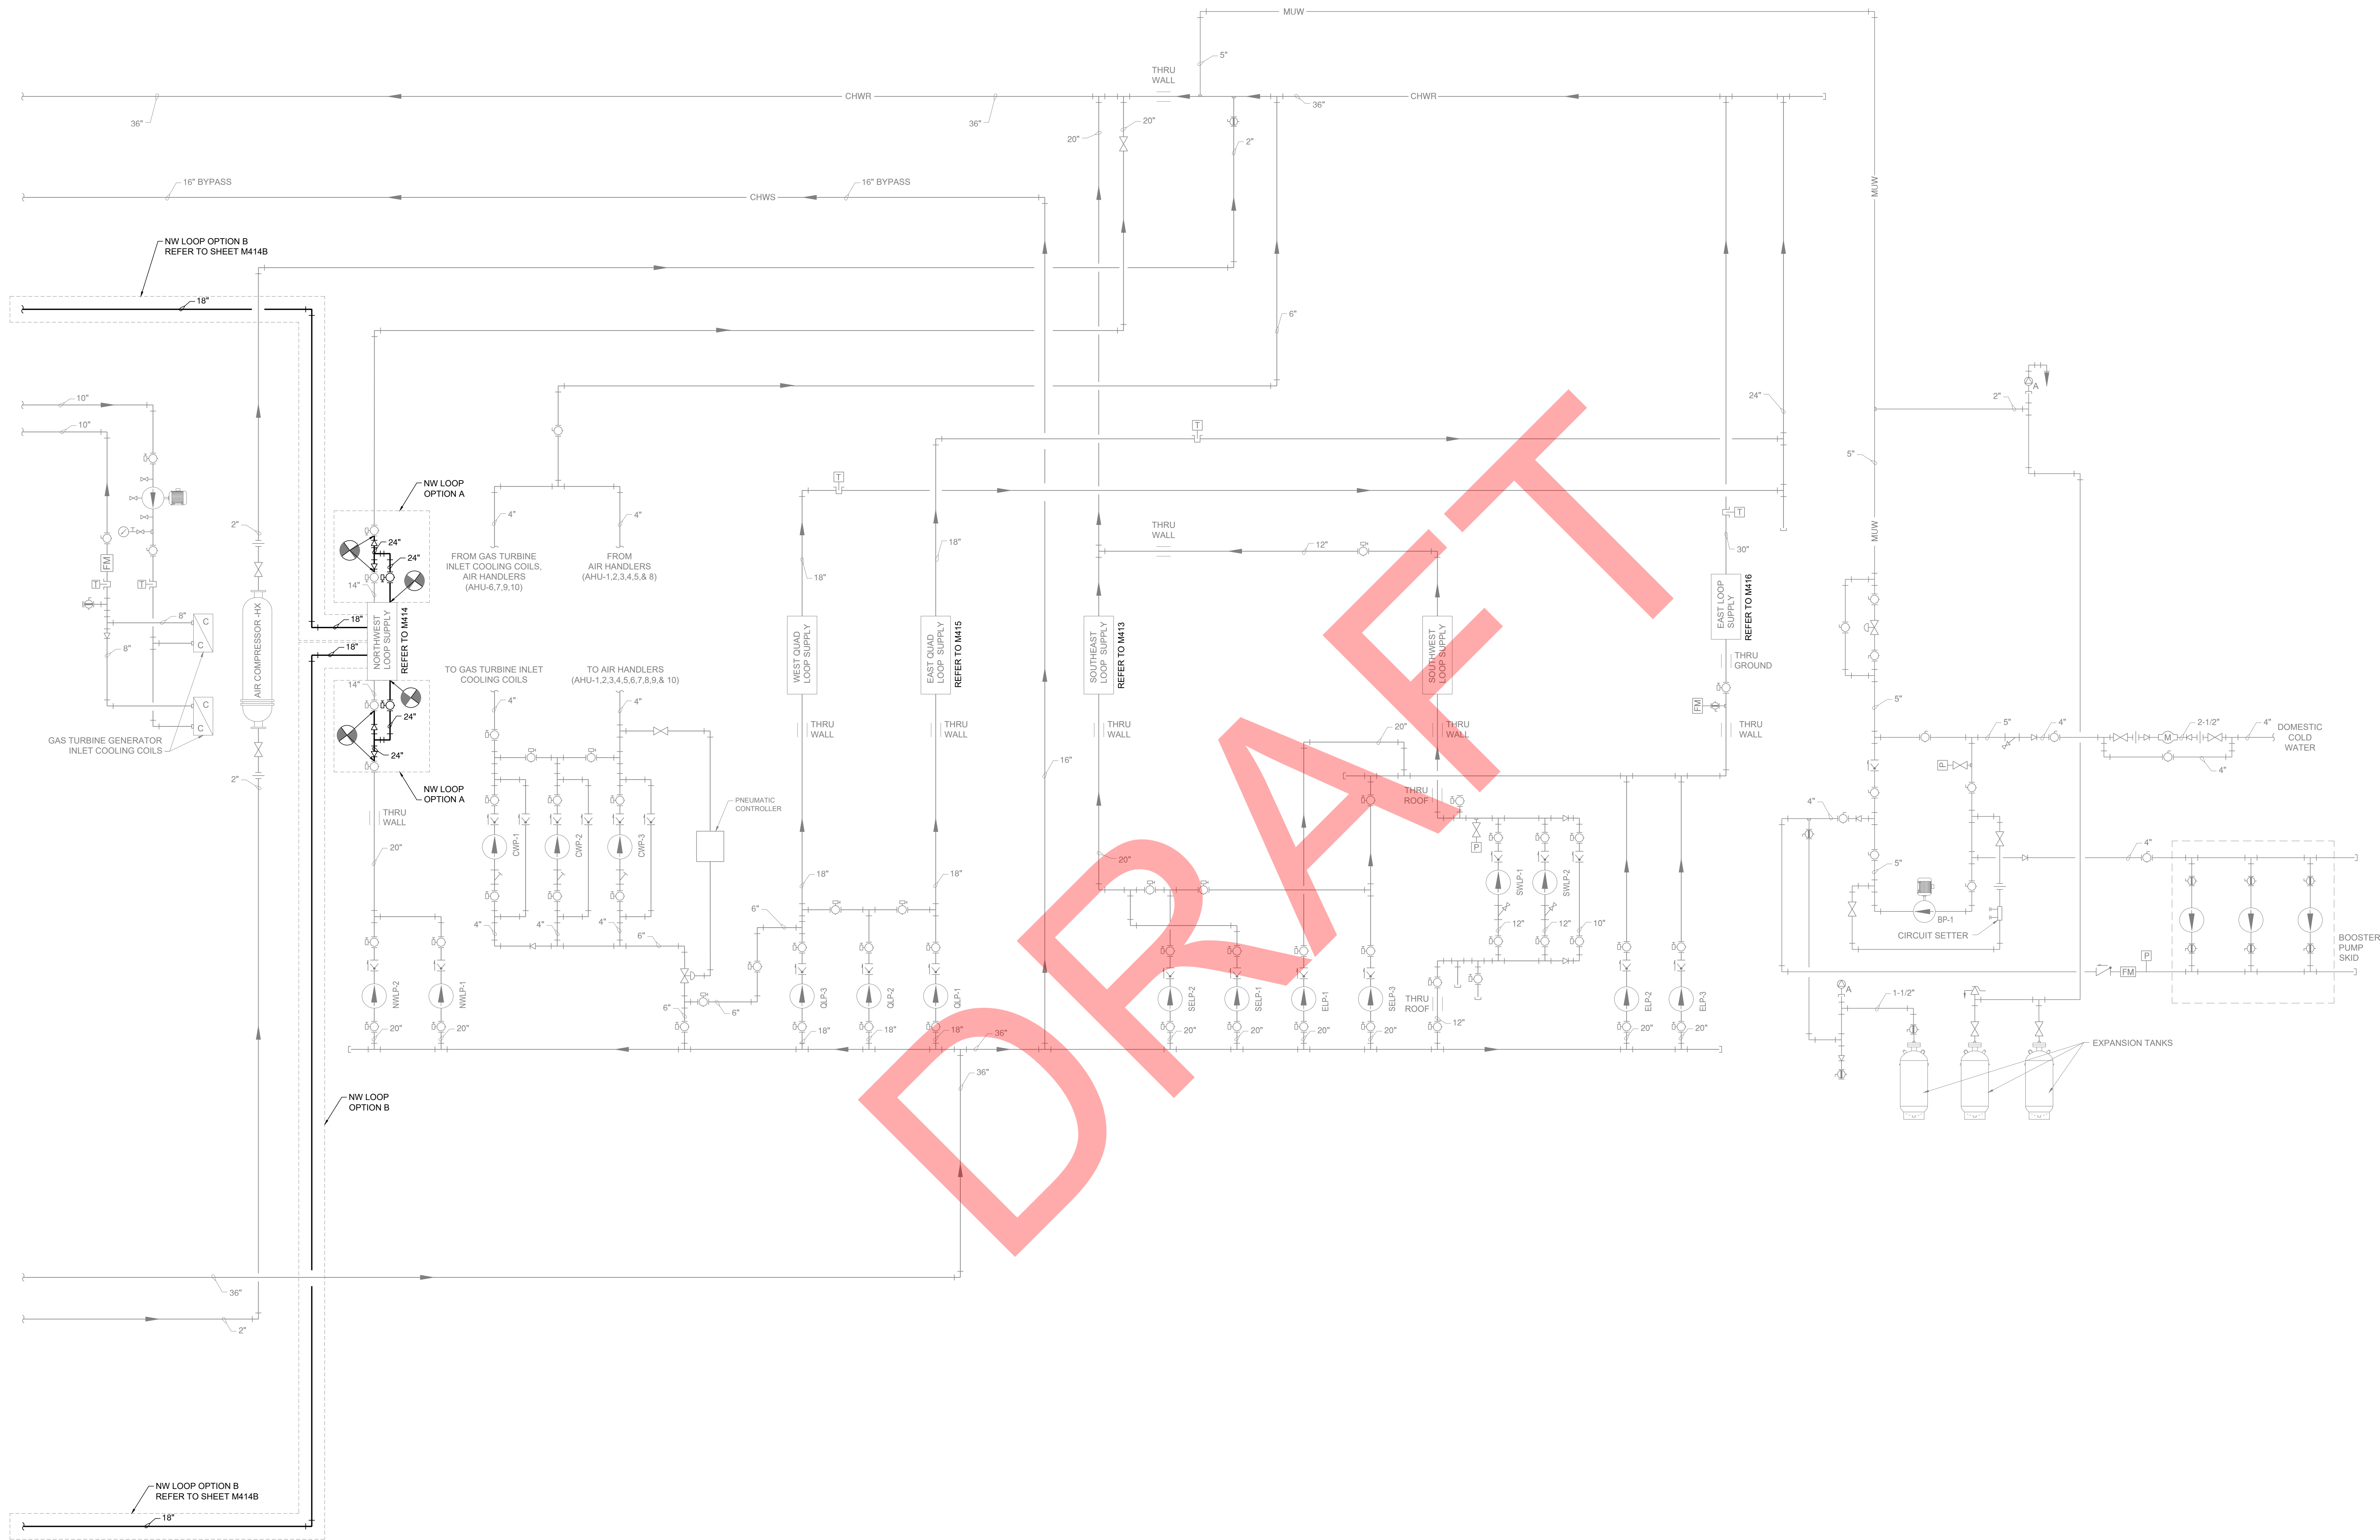 MUW
5"
THRU
WALL
CHWR
CHWR
36"
36"
36"
20"
20"
2"
16" BYPASS
16" BYPASS
CHWS
MUW
NW LOOP OPTION B
REFER TO SHEET M414B
18"
6"
10"
10"
2"
A
24"
5"
T
T
NW LOOP
OPTION A
4"
4"
2"
24"
24"
14"
FROM GAS TURBINE
INLET COOLING COILS,
AIR HANDLERS
(AHU-6,7,9,10)
FROM
AIR HANDLERS
(AHU-1,2,3,4,5,& 8)
18"
18"
THRU
WALL
12"
T
30"
MUW
FM
T
T
8"
8"
C
C
C
C
GAS TURBINE GENERATOR
INLET COOLING COILS
AIR COMPRESSOR -HX
2"
18"
18"
NORTHWEST
LOOP SUPPLY
REFER TO M414
WEST QUAD
LOOP SUPPLY
EAST QUAD
LOOP SUPPLY
REFER TO M415
SOUTHEAST
LOOP SUPPLY
REFER TO M413
SOUTHWEST
LOOP SUPPLY
EAST LOOP
SUPPLY
REFER TO M416
THRU
GROUND
14"
24"
24"
NW LOOP
OPTION A
TO GAS TURBINE INLET
COOLING COILS
TO AIR HANDLERS
(AHU-1,2,3,4,5,6,7,8,9,& 10)
4"
4"
THRU
WALL
THRU
WALL
THRU
WALL
THRU
WALL
THRU
WALL
FM
20"
16"
5"
5"
4"
M
2-1/2"
4"
4"
DOMESTIC
COLD
WATER
P
THRU
WALL
20"
PNEUMATIC
CONTROLLER
CWP-1
CWP-2
CWP-3
4"
4"
4"
6"
6"
6"
6"
18"
18"
20"
THRU
ROOF
P
SWLP-1
SWLP-2
12"
12"
10"
THRU
ROOF
12"
4"
5"
BP-1
CIRCUIT SETTER
4"
BOOSTER
PUMP
SKID
FM
P
NWLP-2
NWLP-1
QLP-3
QLP-2
QLP-1
SELP-2
SELP-1
ELP-1
SELP-3
ELP-2
ELP-3
20"
20"
18"
18"
18"
36"
20"
20"
20"
20"
20"
20"
36"
A
1-1/2"
EXPANSION TANKS
NW LOOP
OPTION B
36"
2"
NW LOOP OPTION B
REFER TO SHEET M414B
18"
DRAFT